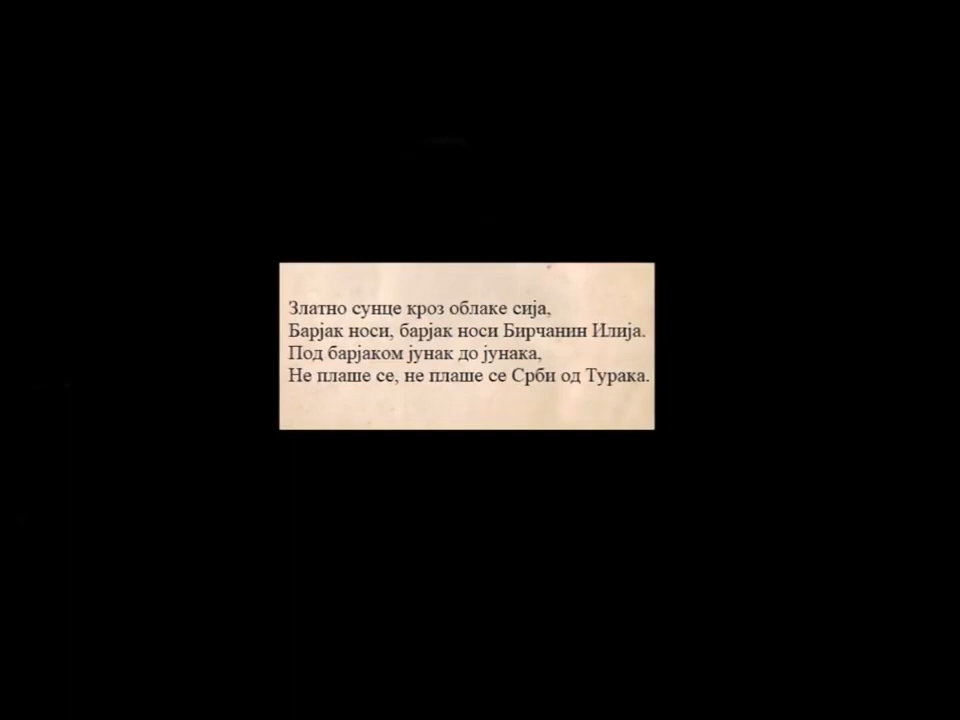 Златно сунце кроз облаке сија,
Барјак носи, барјак носи Бирчанин Илија.
Под барјаком јунак до јунака,
Не плаше се, не плаше се Срби од Турака.